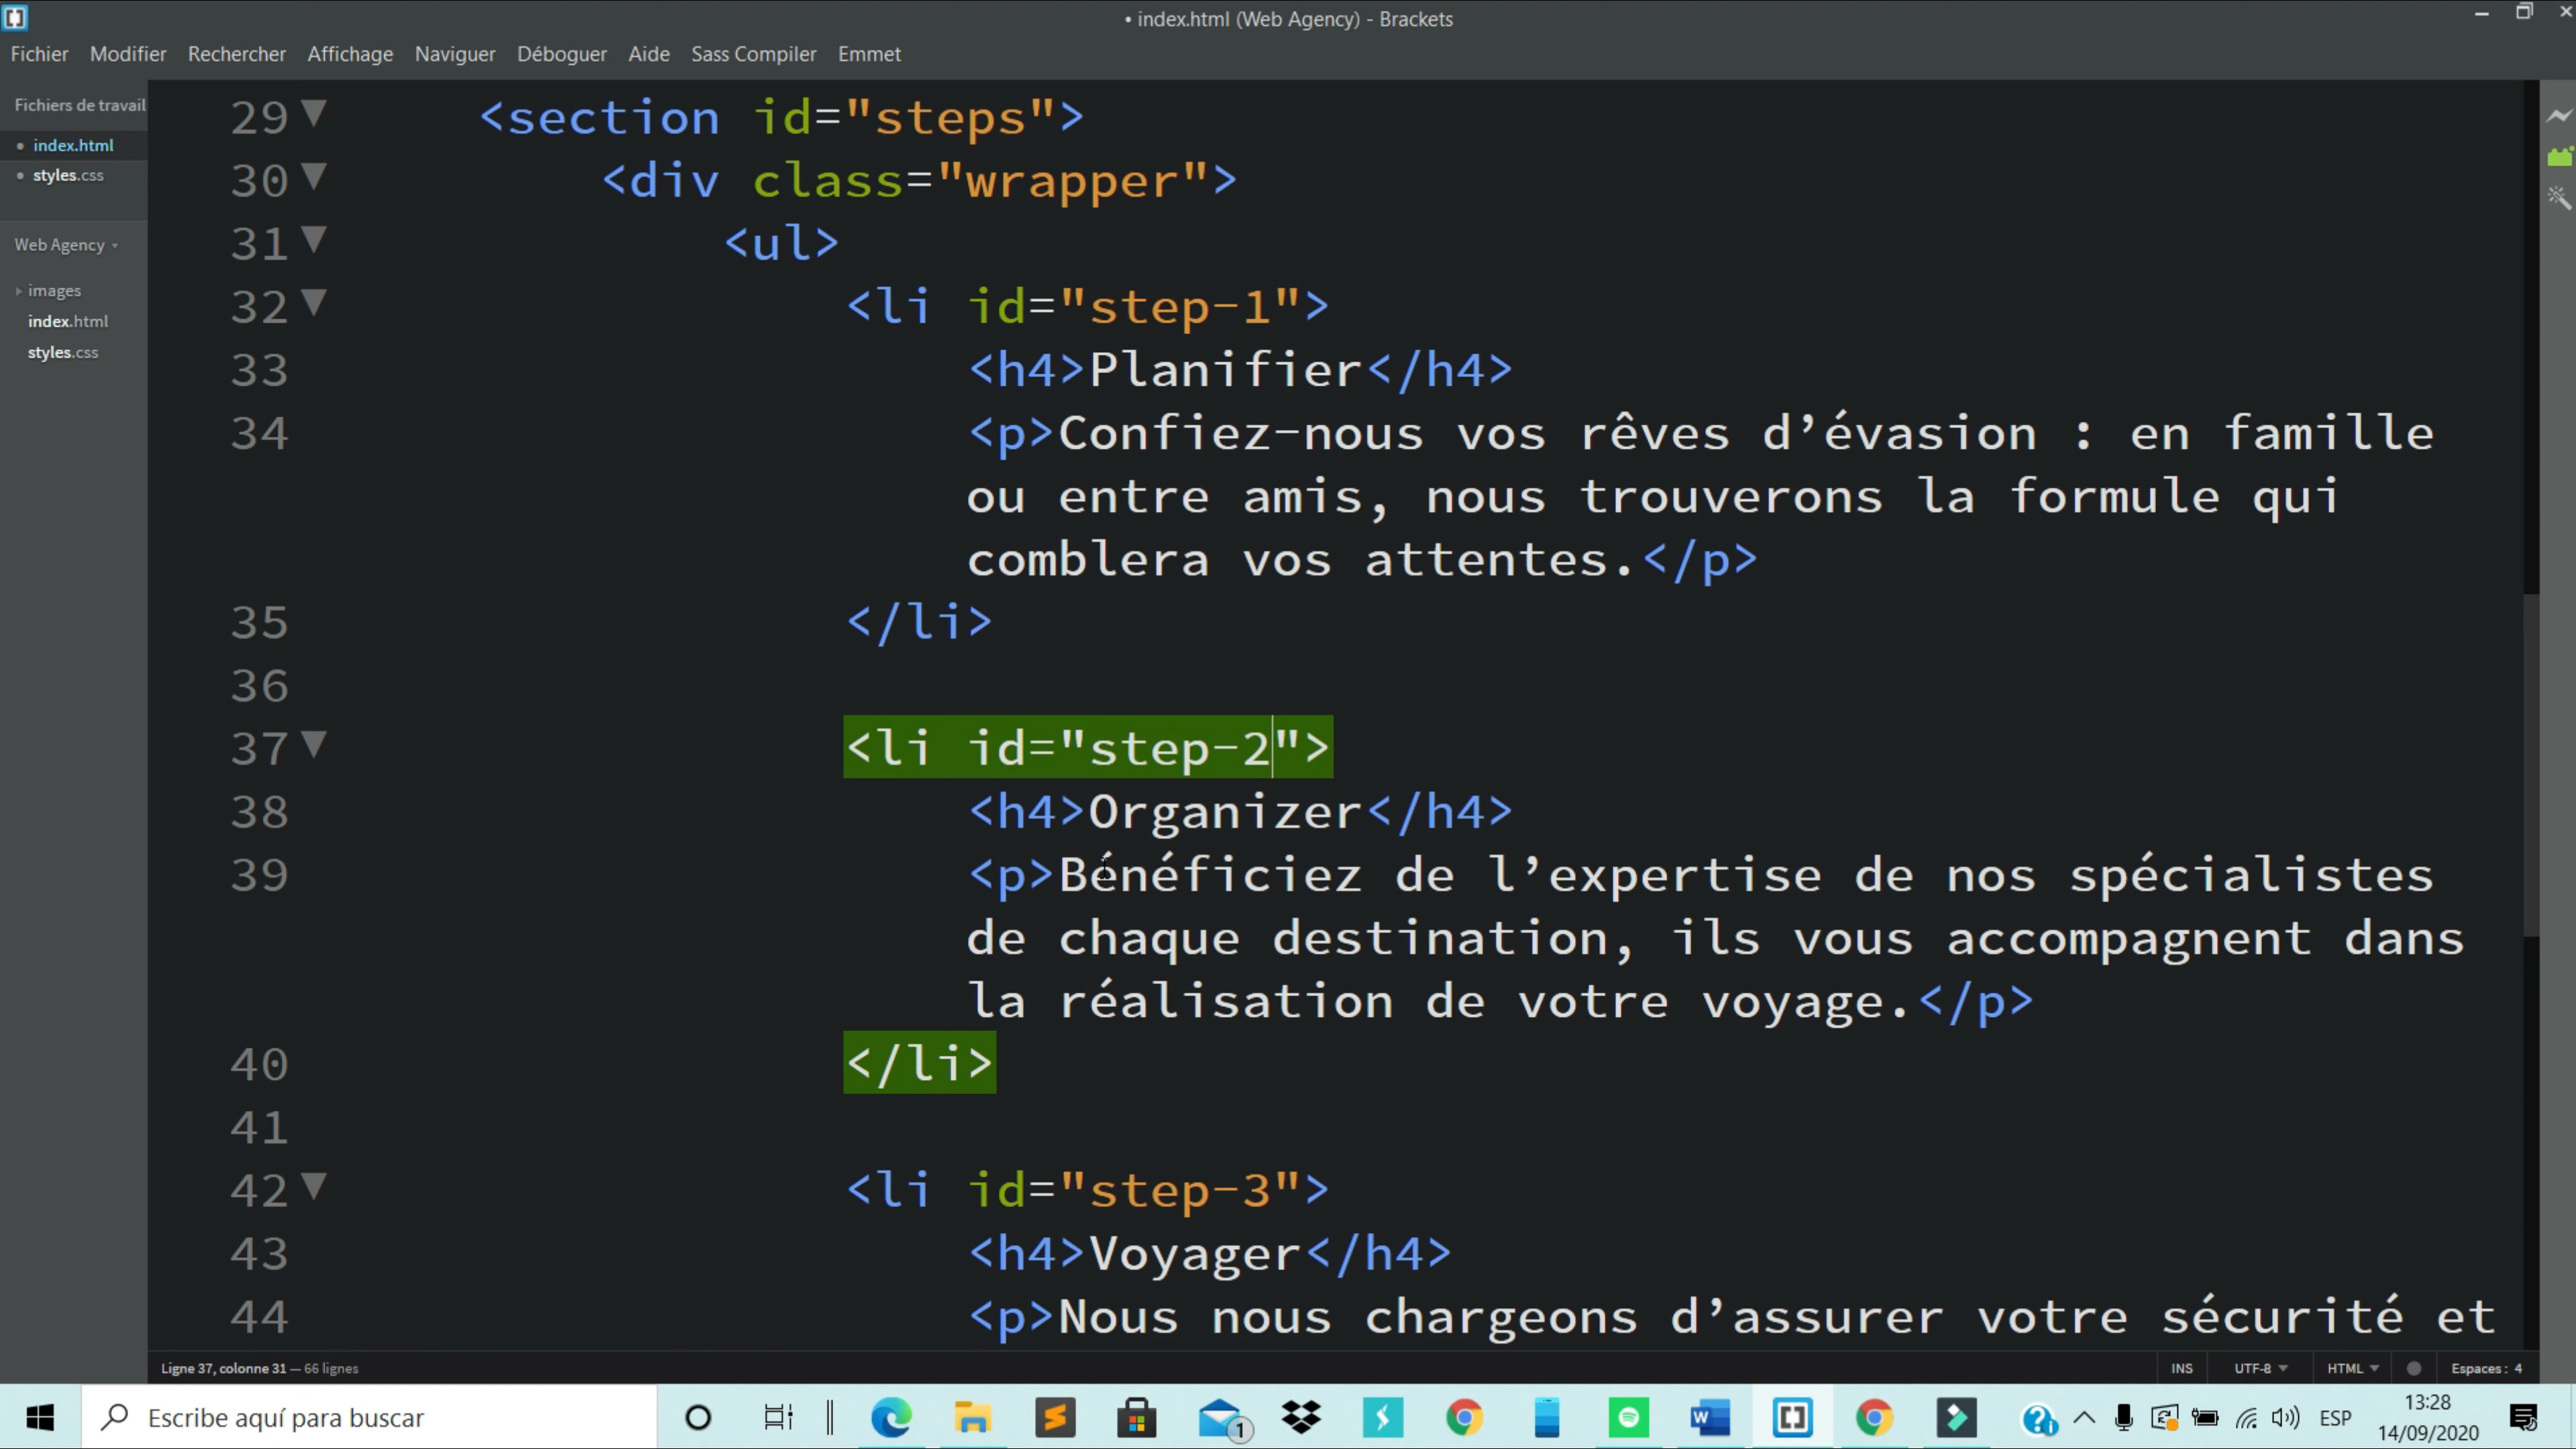 • index.html (Web Agency) - Brackets
Fichier Modifier Rechercher Affichage Naviguer Déboguer Aide Sass Compiler Emmet
Fichiers de travail
• index.html
• styles.css
Web Agency
images
index.html
styles.css
29 <section id="steps">
30 <div class="wrapper">
31 <ul>
32 <li id="step-1">
33 <h4>Planifier</h4>
34 <p>Confiez-nous vos rêves d’évasion : en famille
ou entre amis, nous trouverons la formule qui
comblera vos attentes.</p>
35 </li>
36
37 <li id="step-2">
38 <h4>Organizer</h4>
39 <p>Bénéficiez de l’expertise de nos spécialistes
de chaque destination, ils vous accompagnent dans
la réalisation de votre voyage.</p>
40 </li>
41
42 <li id="step-3">
43 <h4>Voyager</h4>
44 <p>Nous nous chargeons d’assurer votre sécurité et
Ligne 37, colonne 31 — 66 lignes INS UTF-8 HTML Espaces : 4
Escribe aquí para buscar
1
ESP
13:28
14/09/2020